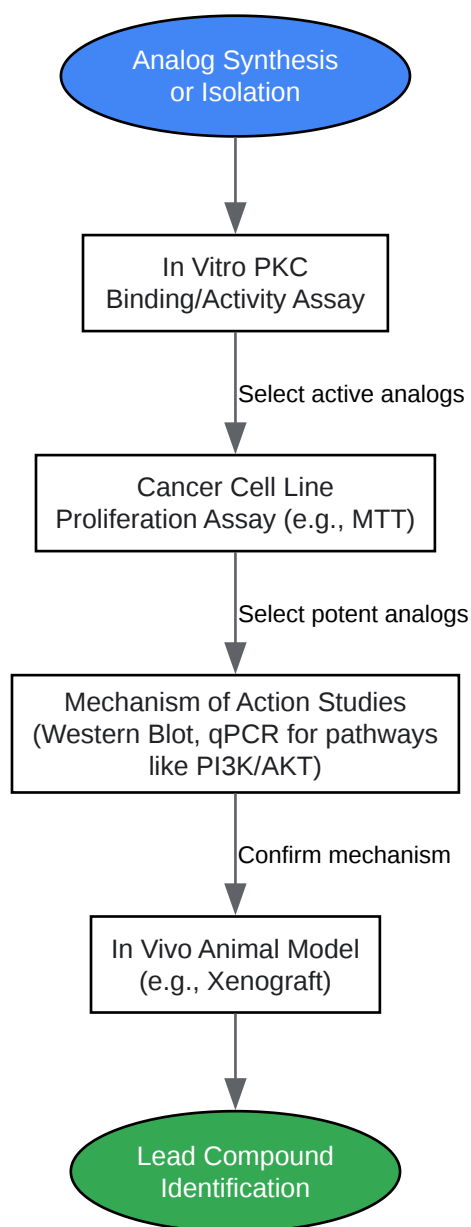 Analog Synthesis
or Isolation
In Vitro PKC
Binding/Activity Assay
Select active analogs
Cancer Cell Line
Proliferation Assay (e.g., MTT)
Select potent analogs
Mechanism of Action Studies
(Western Blot, qPCR for pathways
like PI3K/AKT)
Confirm mechanism
In Vivo Animal Model
(e.g., Xenograft)
Lead Compound
Identification